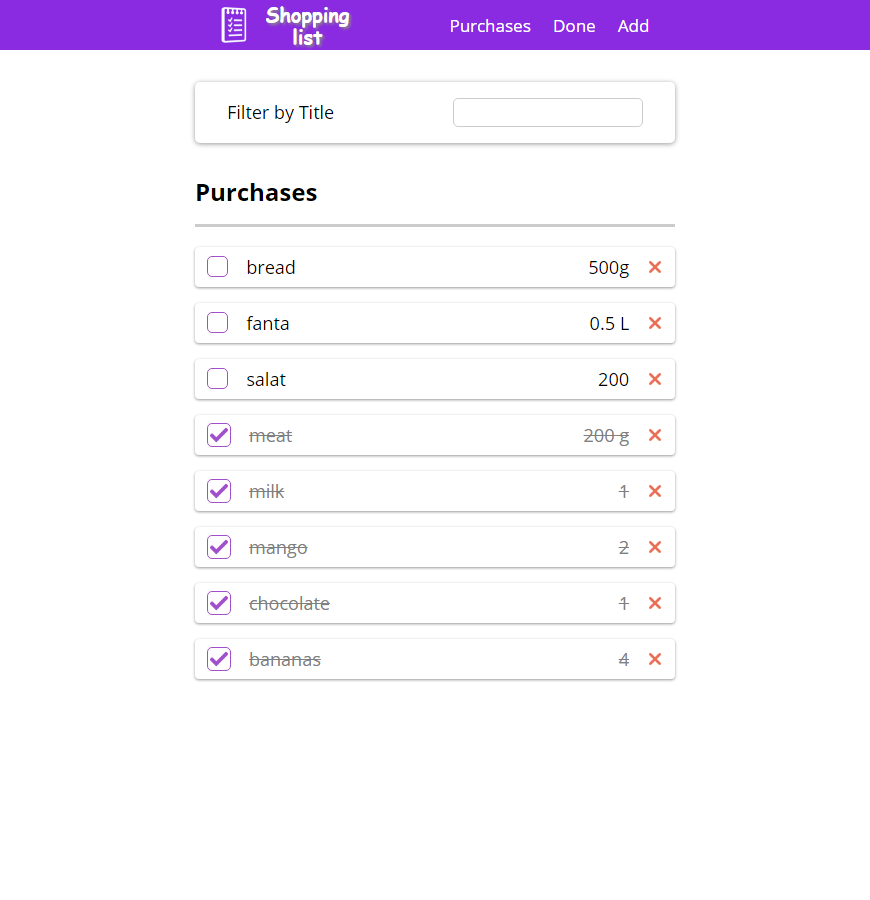 Shopping
list
Purchases Done Add
Filter by Title
Purchases
bread 500g
fanta 0.5 L
salat 200
meat 200 g
milk 1
mango 2
chocolate 1
bananas 4